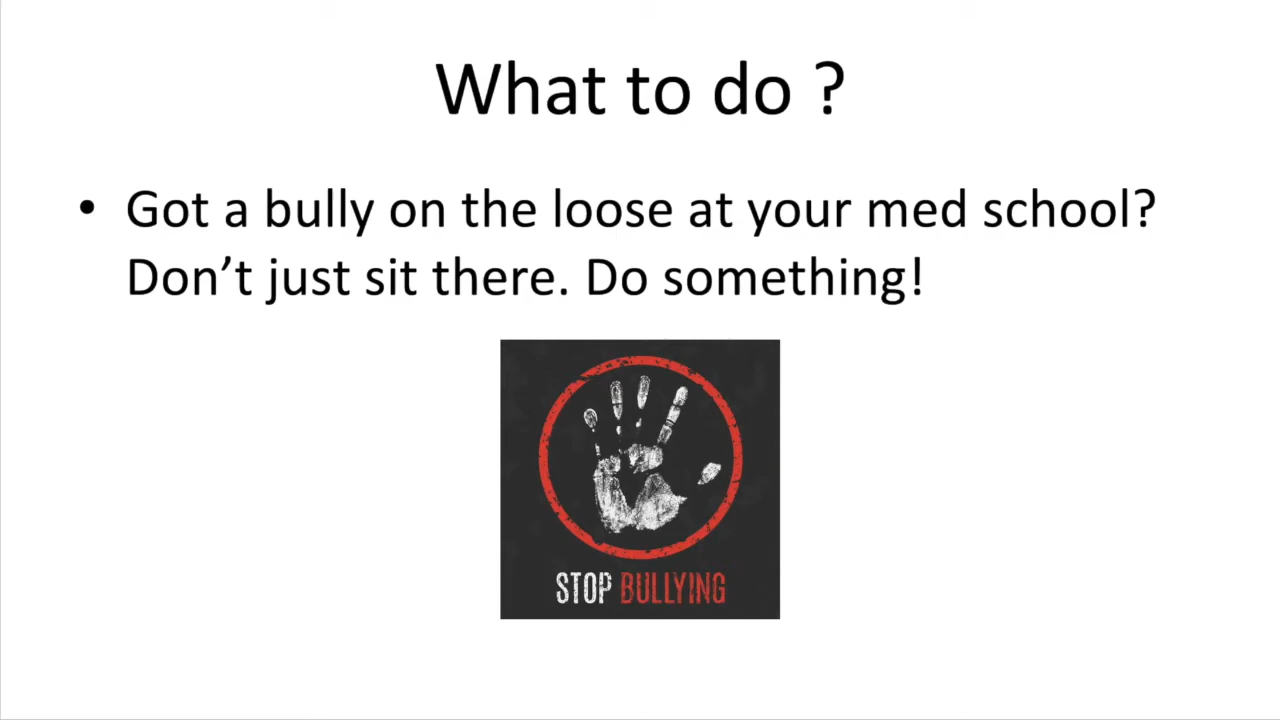 What to do ?
• Got a bully on the loose at your med school?
Don’t just sit there. Do something!
STOP BULLYING